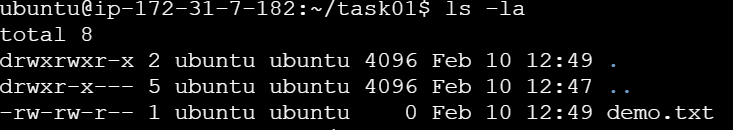 ubuntu@ip-172-31-7-182:~/task01$ ls -la
total 8
drwxrwxr-x 2 ubuntu ubuntu 4096 Feb 10 12:49 .
drwxr-x--- 5 ubuntu ubuntu 4096 Feb 10 12:47 ..
-rw-rw-r-- 1 ubuntu ubuntu    0 Feb 10 12:49 demo.txt